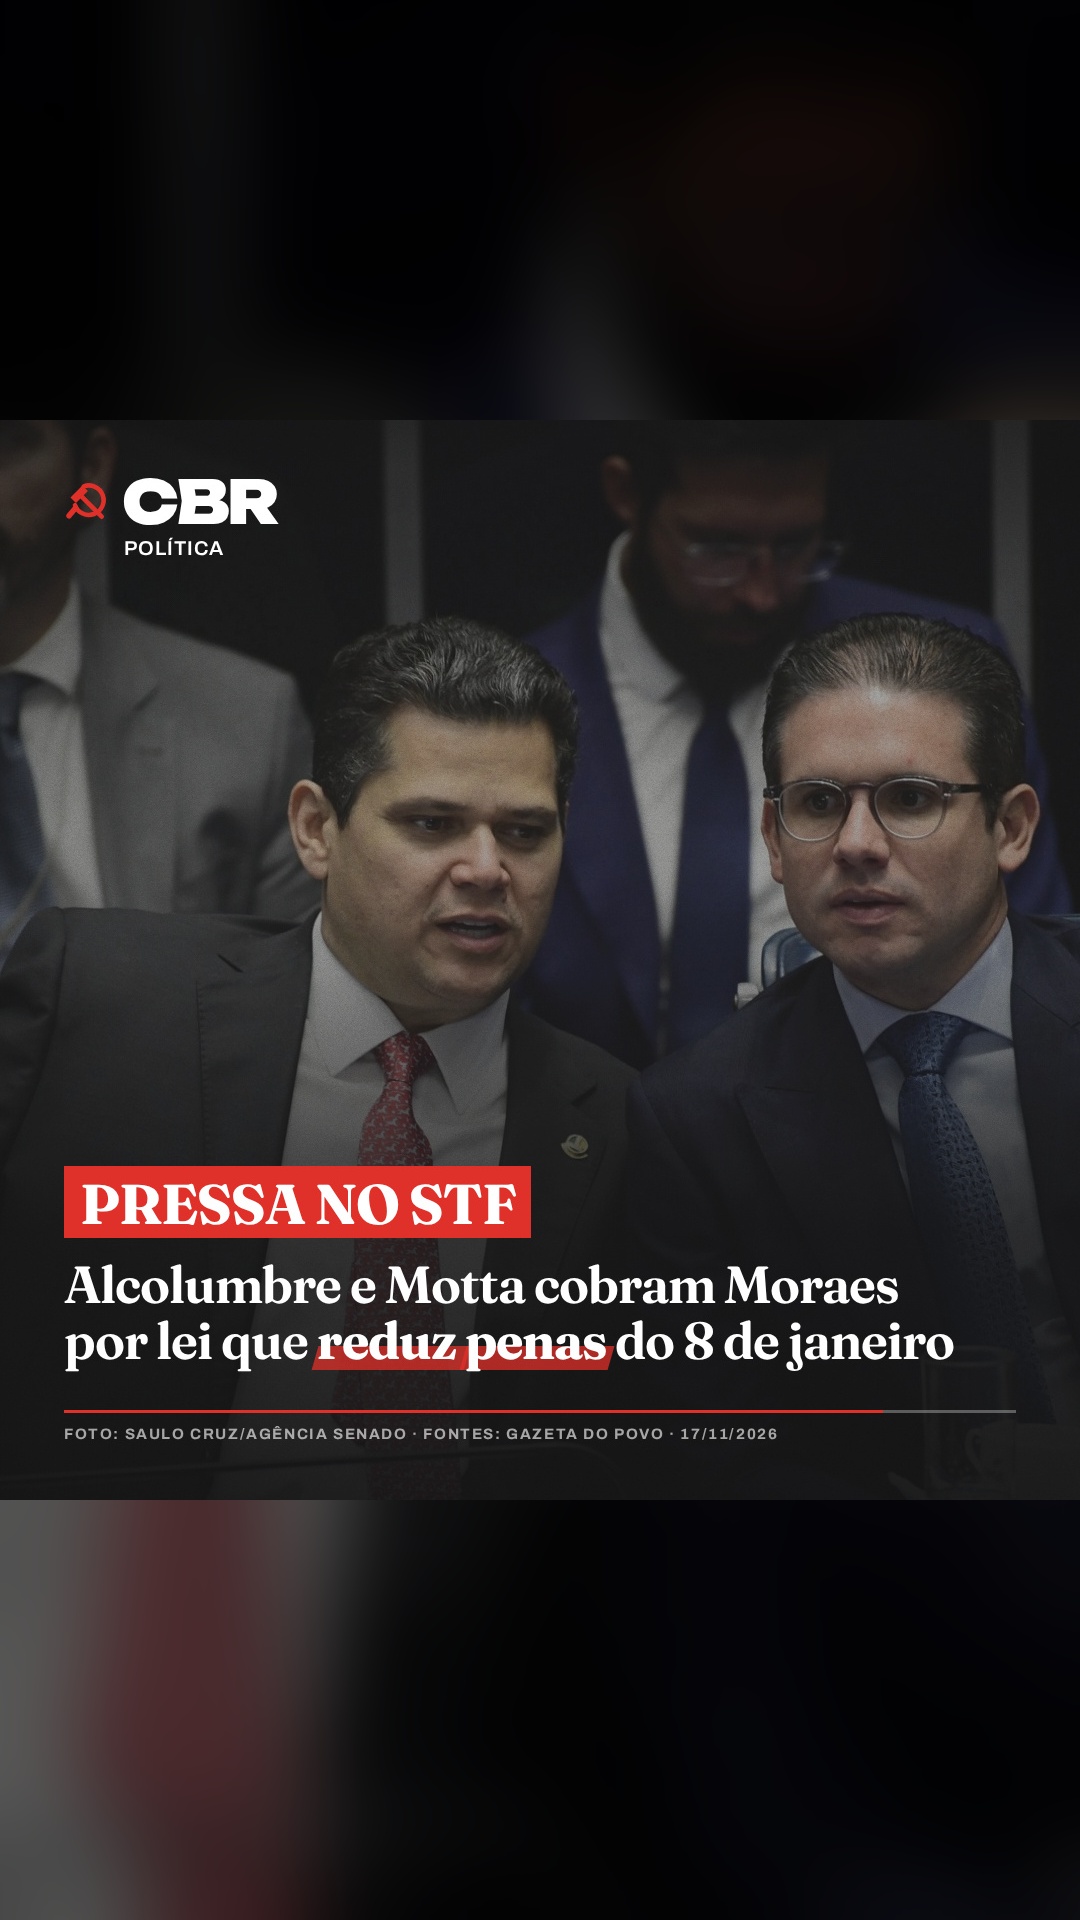 CBR
POLÍTICA
PRESSA NO STF
Alcolumbre e Motta cobram Moraes
por lei que reduz penas do 8 de janeiro
FOTO: SAULO CRUZ/AGÊNCIA SENADO · FONTES: GAZETA DO POVO · 17/11/2026